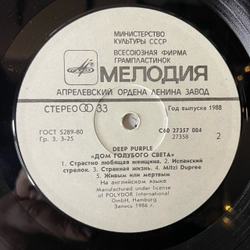 МИНИСТЕРСТВО
КУЛЬТУРЫ СССР
ВСЕСОЮЗНАЯ ФИРМА
ГРАМПЛАСТИНОК
МЕЛОДИЯ
АПРЕЛЕВСКИЙ ОРДЕНА ЛЕНИНА ЗАВОД
СТЕРЕО 33
Год выпуска 1988
ГОСТ 5289-80
Гр. 3. 3-25
С60 27357 004
27358
2
DEEP PURPLE
«ДОМ ГОЛУБОГО СВЕТА»
1. Страстно любящая женщина. 2. Испанский
стрелок. 3. Странная жизнь. 4. Mitzi Dupree
5. Живым или мертвым
На английском языке
Manufactured under license
of POLYDOR International
GmbH, Hamburg
Запись 1986 г.